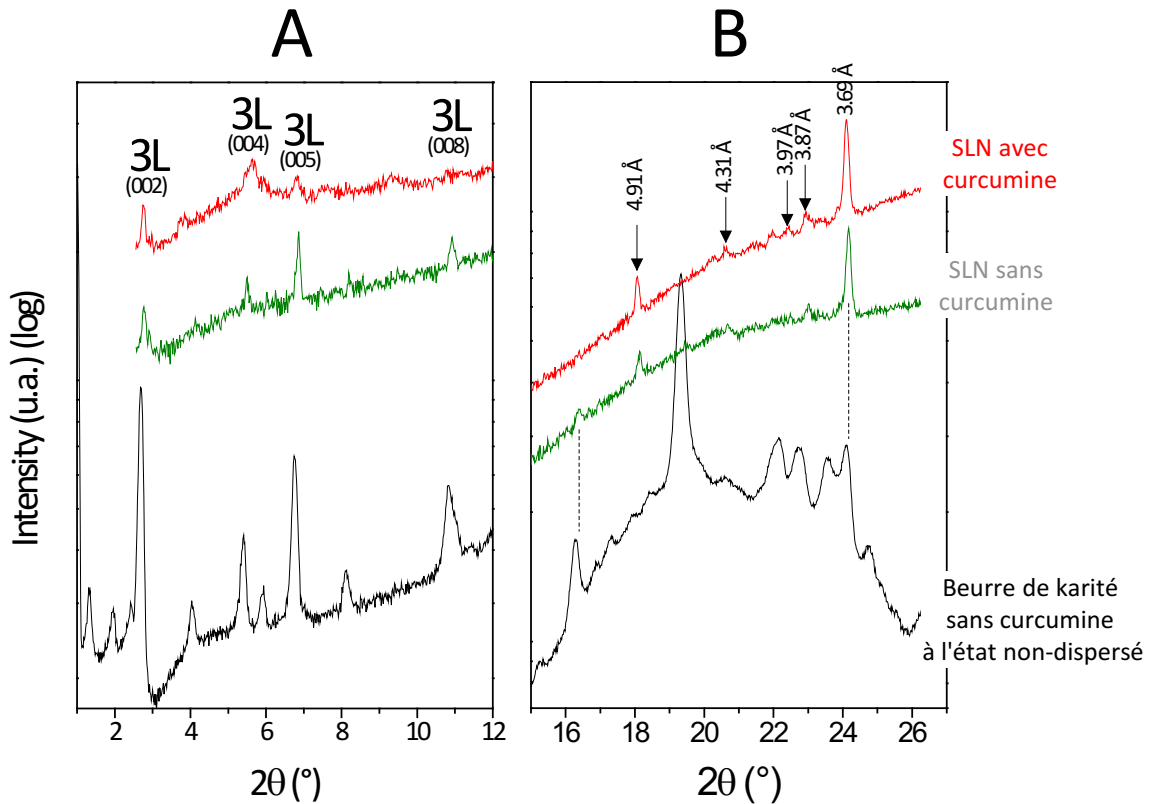 A
B
3L
(002)
3L
(004)
3L
(005)
3L
(008)
4.91 Å
4.31 Å
3.97 Å
3.87 Å
3.69 Å
SLN avec
curcumine
SLN sans
curcumine
Beurre de karité
sans curcumine
à l'état non-dispersé
Intensity (u.a.) (log)
2 4 6 8 10 12
16 18 20 22 24 26
2θ (°)
2θ (°)